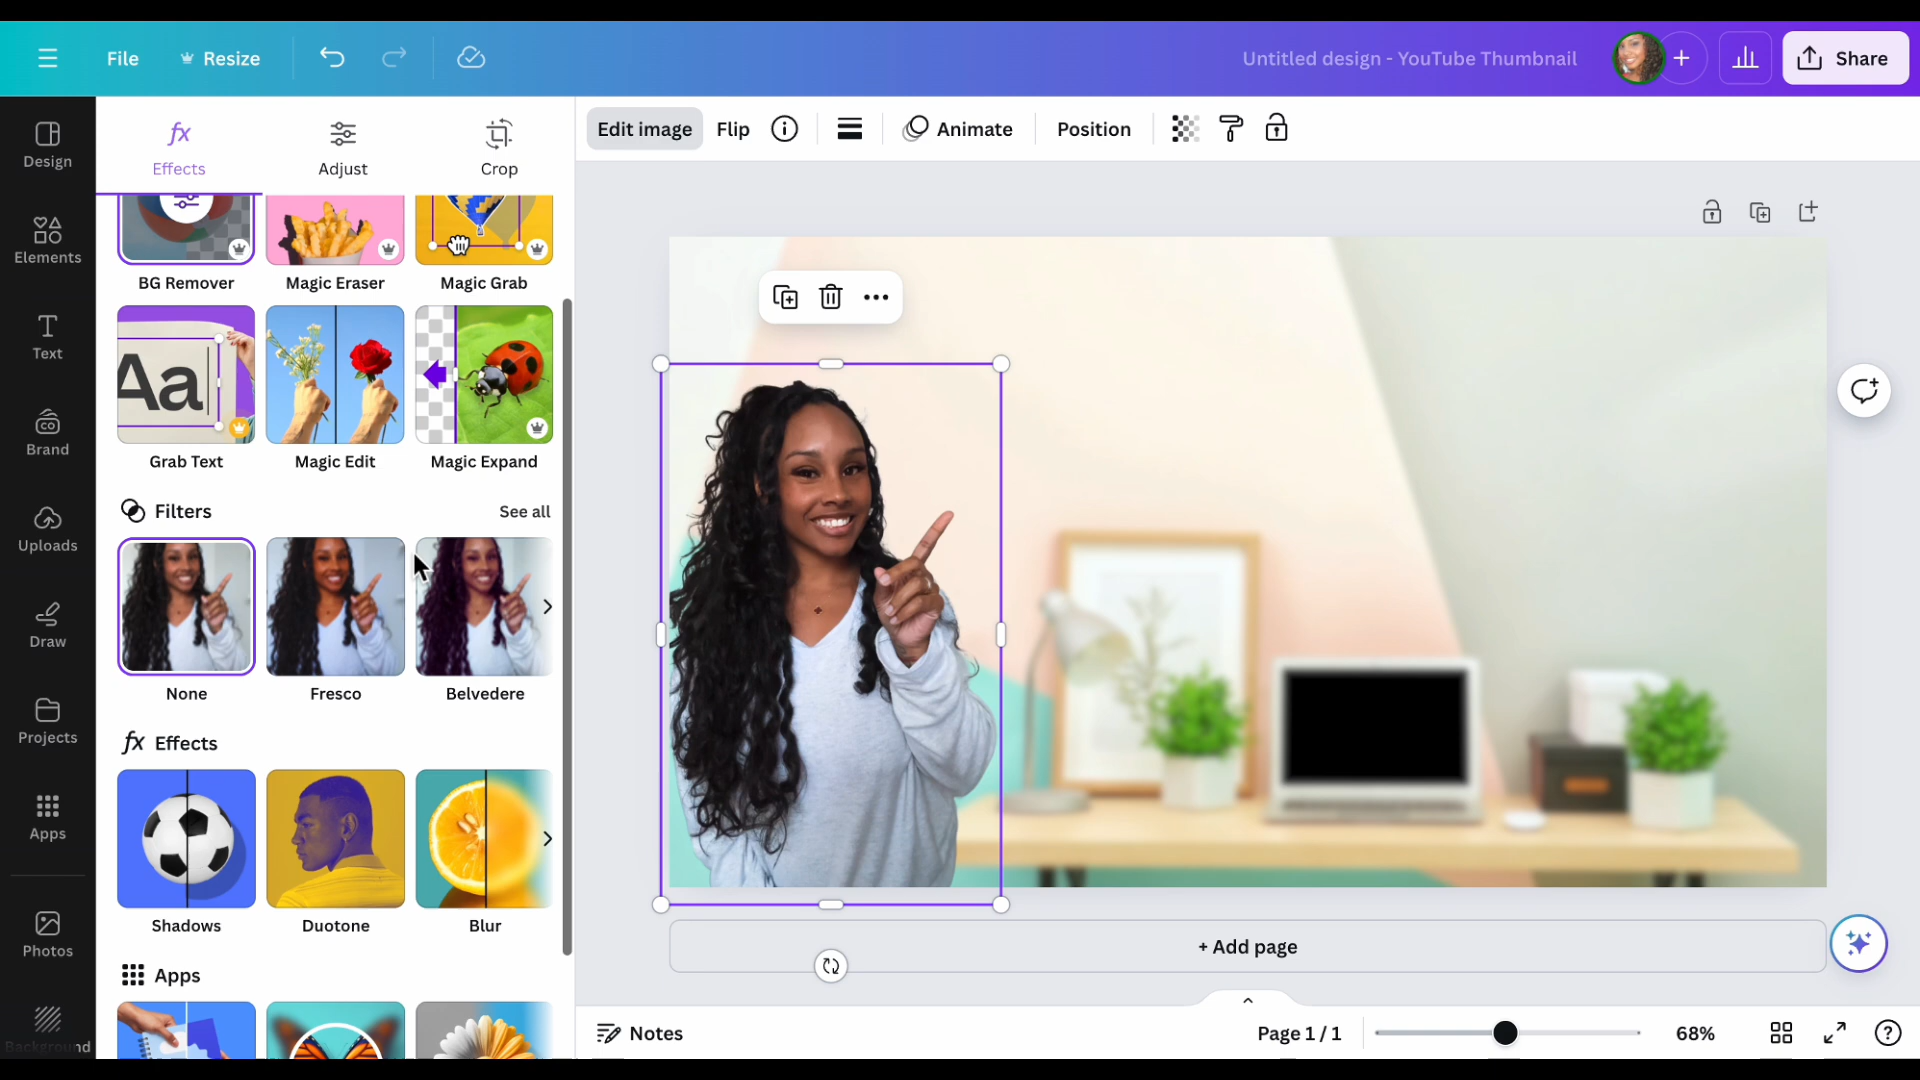 File
Resize
Untitled design - YouTube Thumbnail
Share
Design
Elements
Text
Brand
Uploads
Draw
Projects
Apps
Photos
Background
Effects
Adjust
Crop
BG Remover
Magic Eraser
Magic Grab
Aa
Grab Text
Magic Edit
Magic Expand
Filters
See all
None
Fresco
Belvedere
fx Effects
Shadows
Duotone
Blur
Apps
Edit image
Flip
Animate
Position
+ Add page
Notes
Page 1 / 1
68%